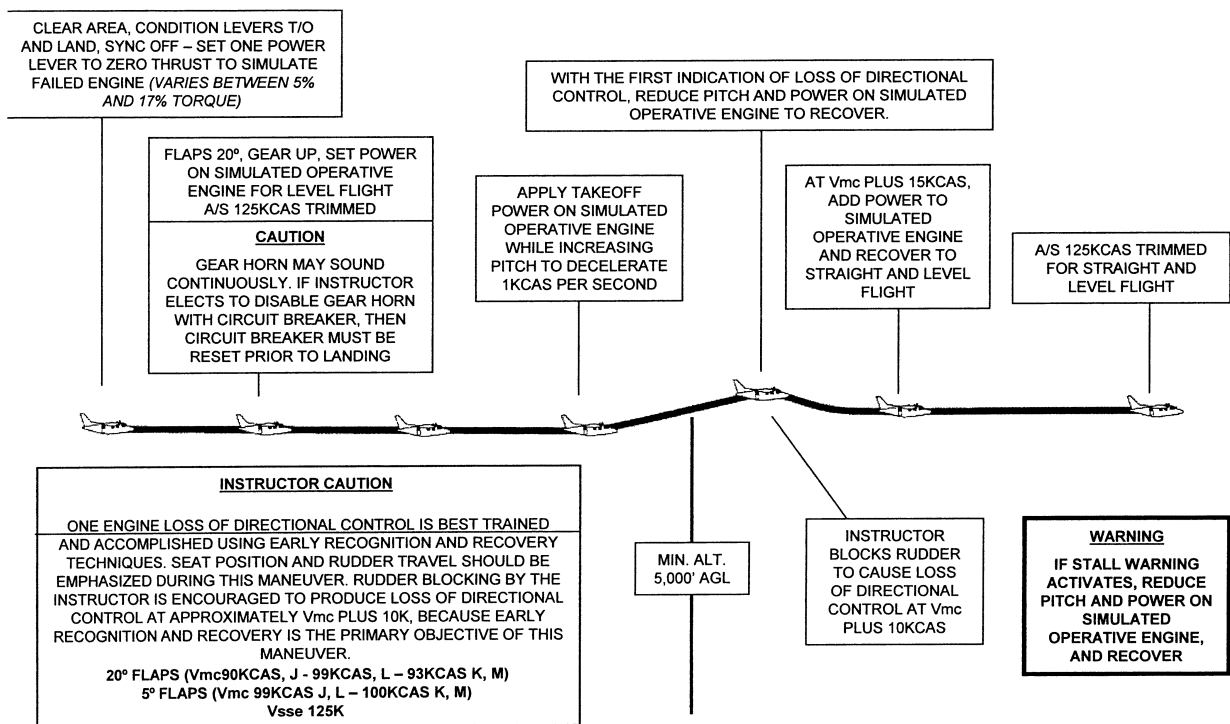 CLEAR AREA, CONDITION LEVERS T/O
AND LAND, SYNC OFF – SET ONE POWER
LEVER TO ZERO THRUST TO SIMULATE
FAILED ENGINE (VARIES BETWEEN 5%
AND 17% TORQUE)
FLAPS 20º, GEAR UP, SET POWER
ON SIMULATED OPERATIVE
ENGINE FOR LEVEL FLIGHT
A/S 125KCAS TRIMMED
CAUTION
GEAR HORN MAY SOUND
CONTINUOUSLY. IF INSTRUCTOR
ELECTS TO DISABLE GEAR HORN
WITH CIRCUIT BREAKER, THEN
CIRCUIT BREAKER MUST BE
RESET PRIOR TO LANDING
APPLY TAKEOFF
POWER ON SIMULATED
OPERATIVE ENGINE
WHILE INCREASING
PITCH TO DECELERATE
1KCAS PER SECOND
WITH THE FIRST INDICATION OF LOSS OF DIRECTIONAL
CONTROL, REDUCE PITCH AND POWER ON SIMULATED
OPERATIVE ENGINE TO RECOVER.
AT Vmc PLUS 15KCAS,
ADD POWER TO
SIMULATED
OPERATIVE ENGINE
AND RECOVER TO
STRAIGHT AND LEVEL
FLIGHT
A/S 125KCAS TRIMMED
FOR STRAIGHT AND
LEVEL FLIGHT
INSTRUCTOR CAUTION
ONE ENGINE LOSS OF DIRECTIONAL CONTROL IS BEST TRAINED
AND ACCOMPLISHED USING EARLY RECOGNITION AND RECOVERY
TECHNIQUES. SEAT POSITION AND RUDDER TRAVEL SHOULD BE
EMPHASIZED DURING THIS MANEUVER. RUDDER BLOCKING BY THE
INSTRUCTOR IS ENCOURAGED TO PRODUCE LOSS OF DIRECTIONAL
CONTROL AT APPROXIMATELY Vmc PLUS 10K, BECAUSE EARLY
RECOGNITION AND RECOVERY IS THE PRIMARY OBJECTIVE OF THIS
MANEUVER.
20º FLAPS (Vmc90KCAS, J - 99KCAS, L – 93KCAS K, M)
5º FLAPS (Vmc 99KCAS J, L – 100KCAS K, M)
Vsse 125K
MIN. ALT.
5,000' AGL
INSTRUCTOR
BLOCKS RUDDER
TO CAUSE LOSS
OF DIRECTIONAL
CONTROL AT Vmc
PLUS 10KCAS
WARNING
IF STALL WARNING
ACTIVATES, REDUCE
PITCH AND POWER ON
SIMULATED
OPERATIVE ENGINE,
AND RECOVER